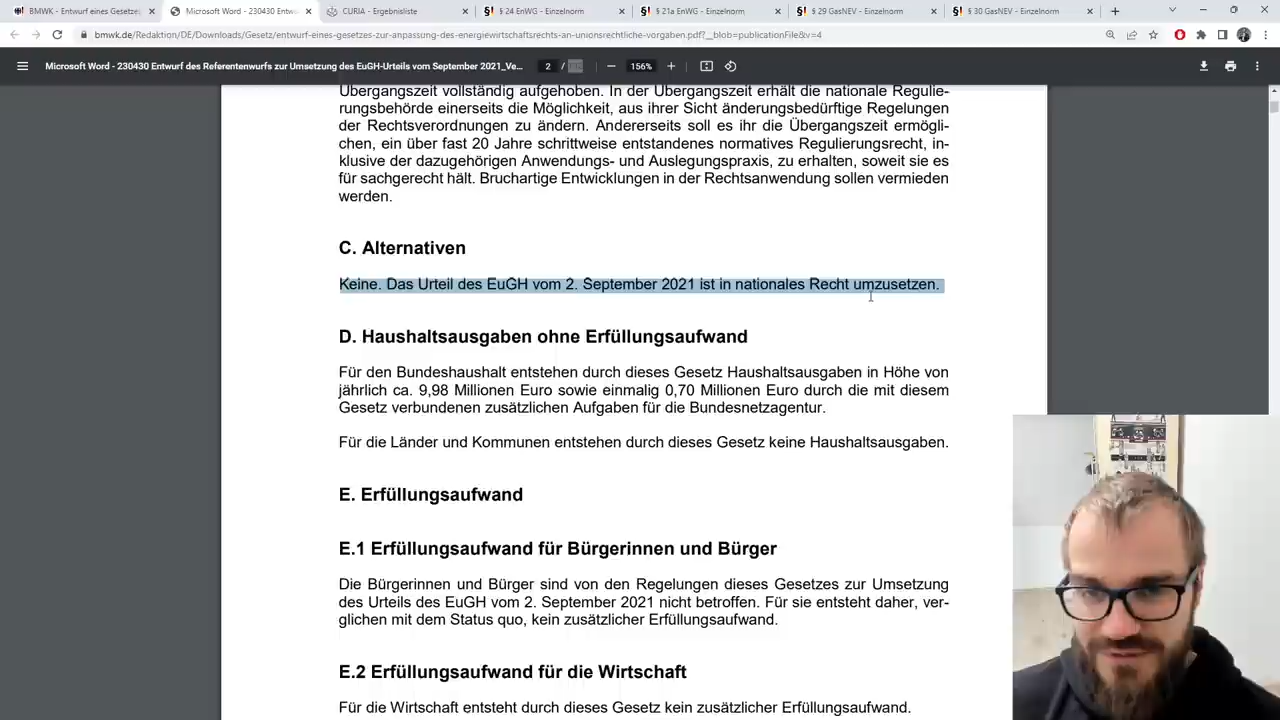 BMWK - Entwurf eines Gesetzes
Microsoft Word - 230430 Entw
CURIA - Ergebnisliste
§ 24 EnWG - Einzelnorm
§ 21a EnWG - Einzelnorm
§ 29 GasNEV - Einzelnorm
§ 30 GasNEV - Einzelnorm
bmwk.de/Redaktion/DE/Downloads/Gesetz/entwurf-eines-gesetzes-zur-anpassung-des-energiewirtschaftsrechts-an-unionsrechtliche-vorgaben.pdf?__blob=publicationFile&v=4
Microsoft Word - 230430 Entwurf des Referentenwurfs zur Umsetzung des EuGH-Urteils vom September 2021_Ve...
2 /
156%
Übergangszeit vollständig aufgehoben. In der Übergangszeit erhält die nationale Regulie-
rungsbehörde einerseits die Möglichkeit, aus ihrer Sicht änderungsbedürftige Regelungen
der Rechtsverordnungen zu ändern. Andererseits soll es ihr die Übergangszeit ermögli-
chen, ein über fast 20 Jahre schrittweise entstandenes normatives Regulierungsrecht, in-
klusive der dazugehörigen Anwendungs- und Auslegungspraxis, zu erhalten, soweit sie es
für sachgerecht hält. Bruchartige Entwicklungen in der Rechtsanwendung sollen vermieden
werden.
C. Alternativen
Keine. Das Urteil des EuGH vom 2. September 2021 ist in nationales Recht umzusetzen.
D. Haushaltsausgaben ohne Erfüllungsaufwand
Für den Bundeshaushalt entstehen durch dieses Gesetz Haushaltsausgaben in Höhe von
jährlich ca. 9,98 Millionen Euro sowie einmalig 0,70 Millionen Euro durch die mit diesem
Gesetz verbundenen zusätzlichen Aufgaben für die Bundesnetzagentur.
Für die Länder und Kommunen entstehen durch dieses Gesetz keine Haushaltsausgaben.
E. Erfüllungsaufwand
E.1 Erfüllungsaufwand für Bürgerinnen und Bürger
Die Bürgerinnen und Bürger sind von den Regelungen dieses Gesetzes zur Umsetzung
des Urteils des EuGH vom 2. September 2021 nicht betroffen. Für sie entsteht daher, ver-
glichen mit dem Status quo, kein zusätzlicher Erfüllungsaufwand.
E.2 Erfüllungsaufwand für die Wirtschaft
Für die Wirtschaft entsteht durch dieses Gesetz kein zusätzlicher Erfüllungsaufwand.